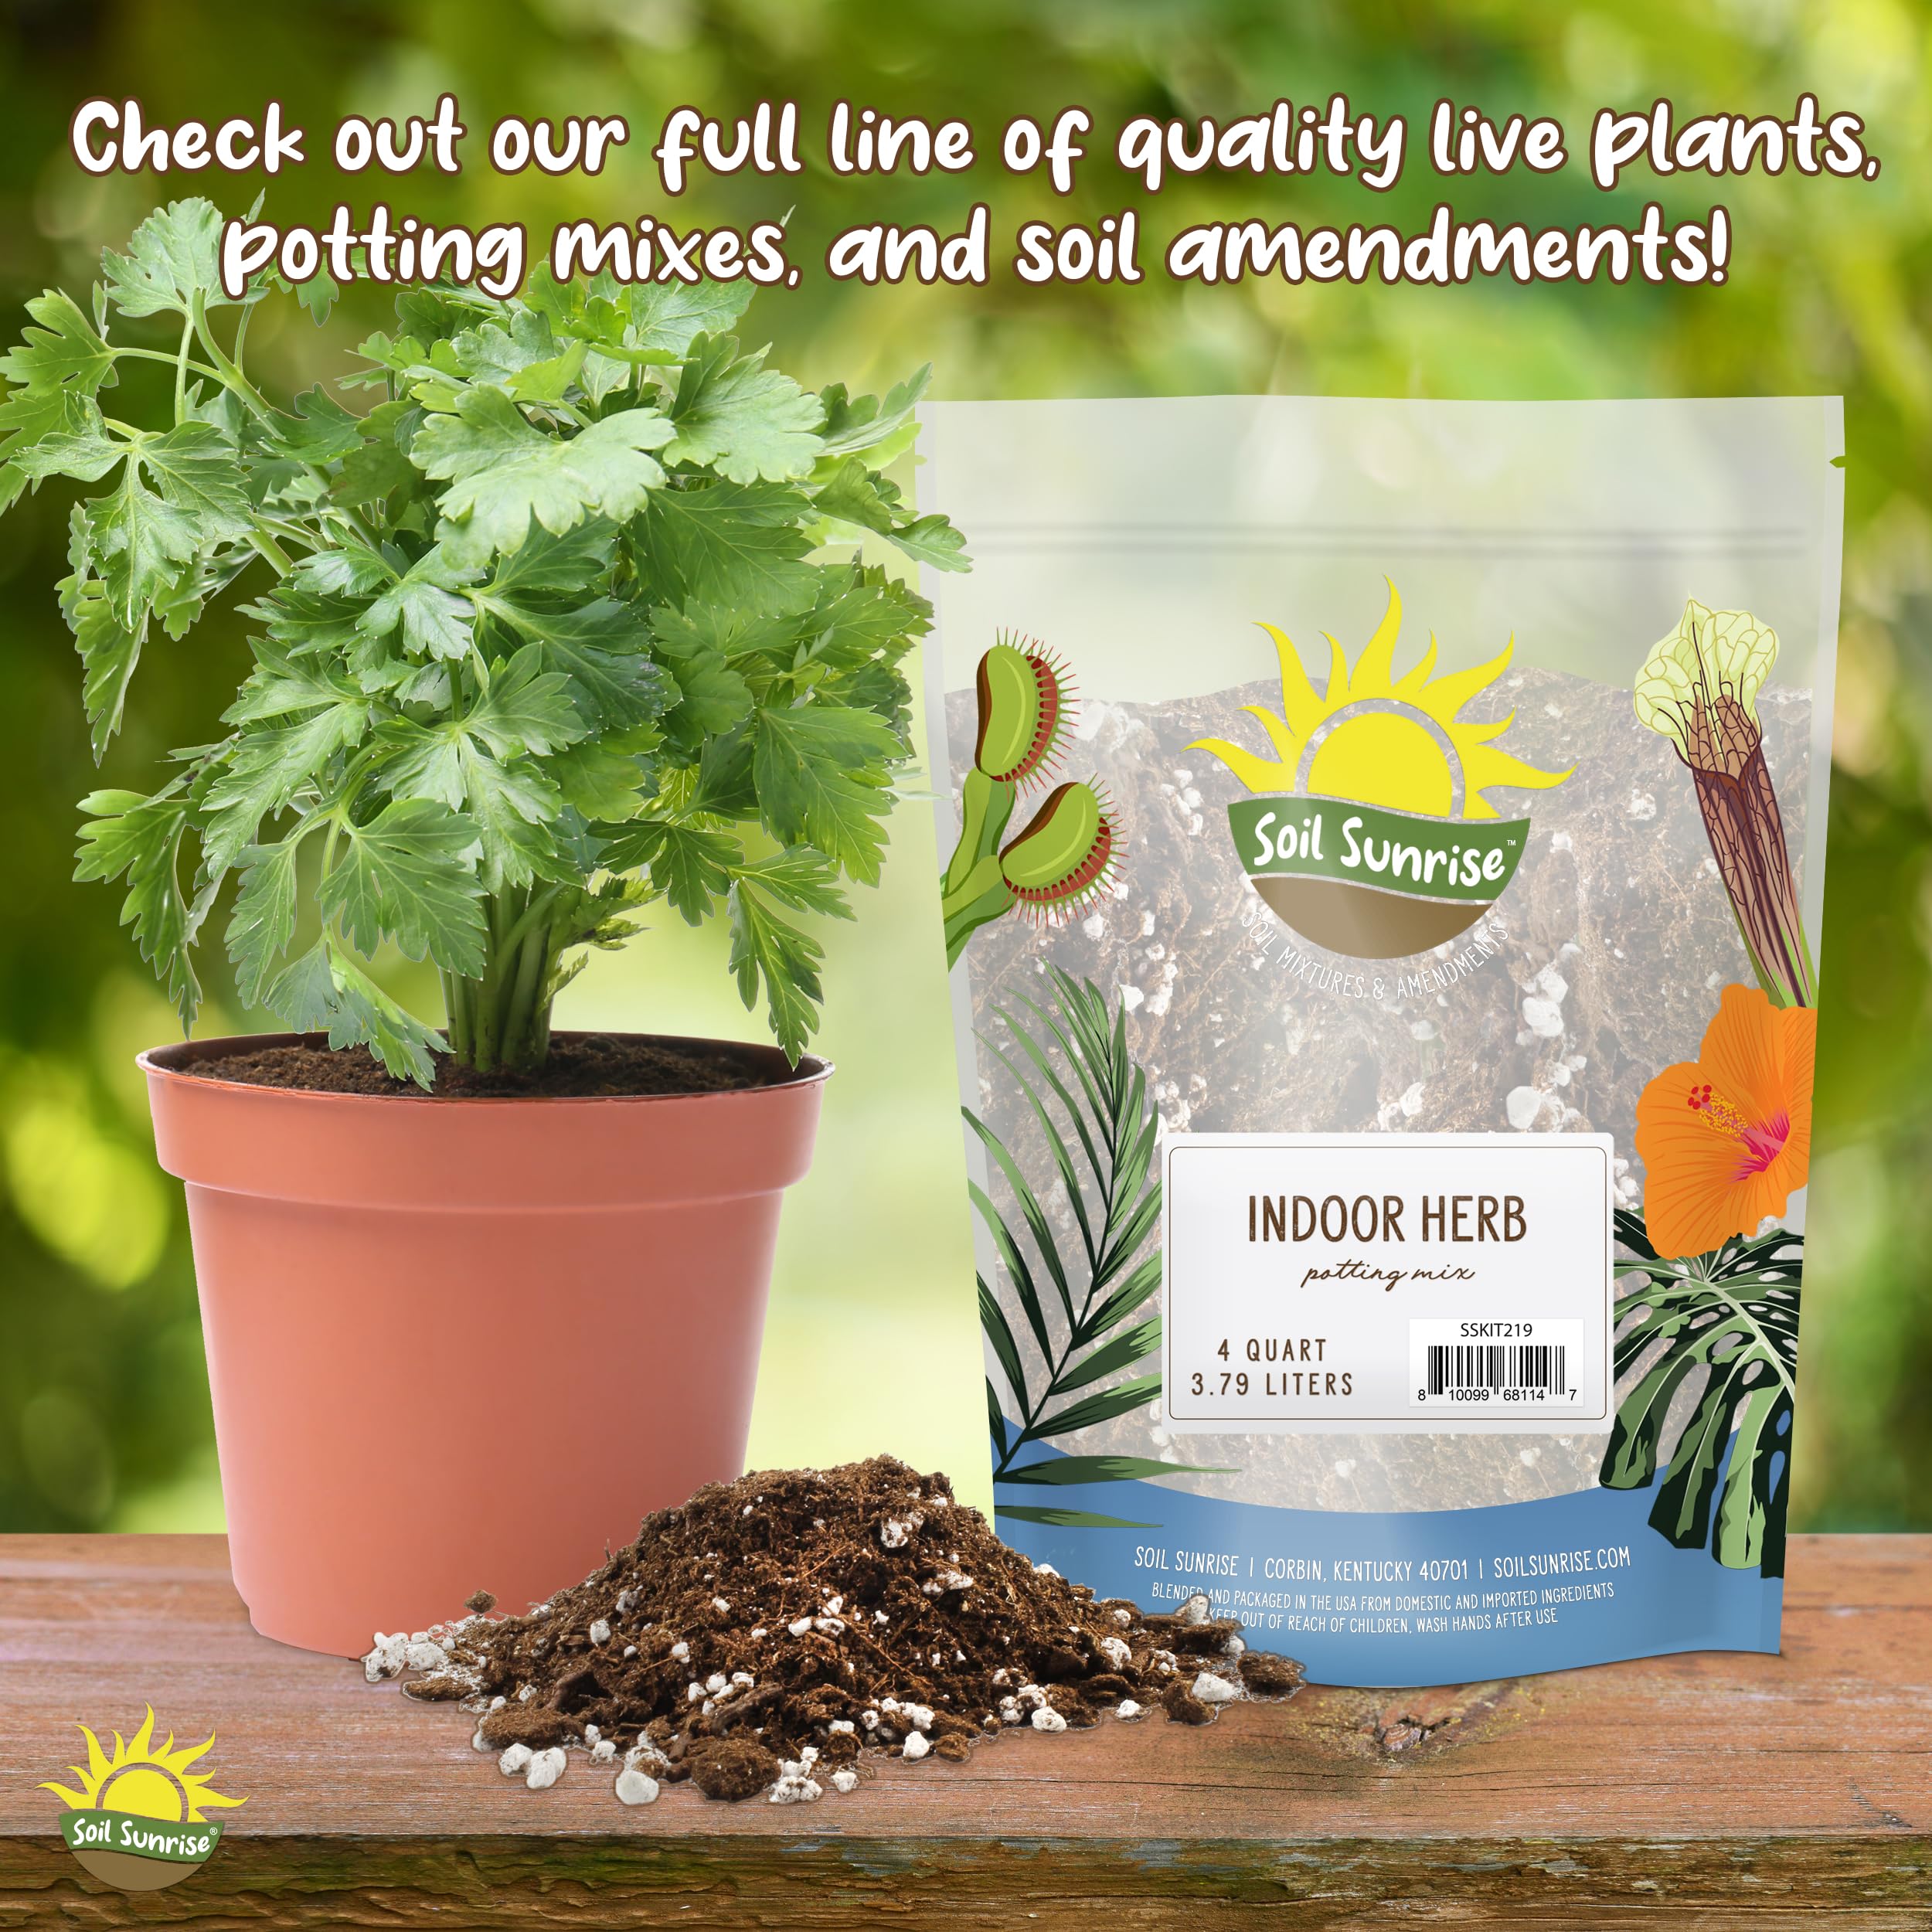 Check out our full line of quality live plants,
potting mixes, and soil amendments!
Soil Sunrise™
SOIL MIXTURES & AMENDMENTS
INDOOR HERB
potting mix
4 QUART
3.79 LITERS
SSKIT219
8 10099 68114 7
SOIL SUNRISE | CORBIN, KENTUCKY 40701 | SOILSUNRISE.COM
BLENDED AND PACKAGED IN THE USA FROM DOMESTIC AND IMPORTED INGREDIENTS
KEEP OUT OF REACH OF CHILDREN, WASH HANDS AFTER USE
Soil Sunrise®